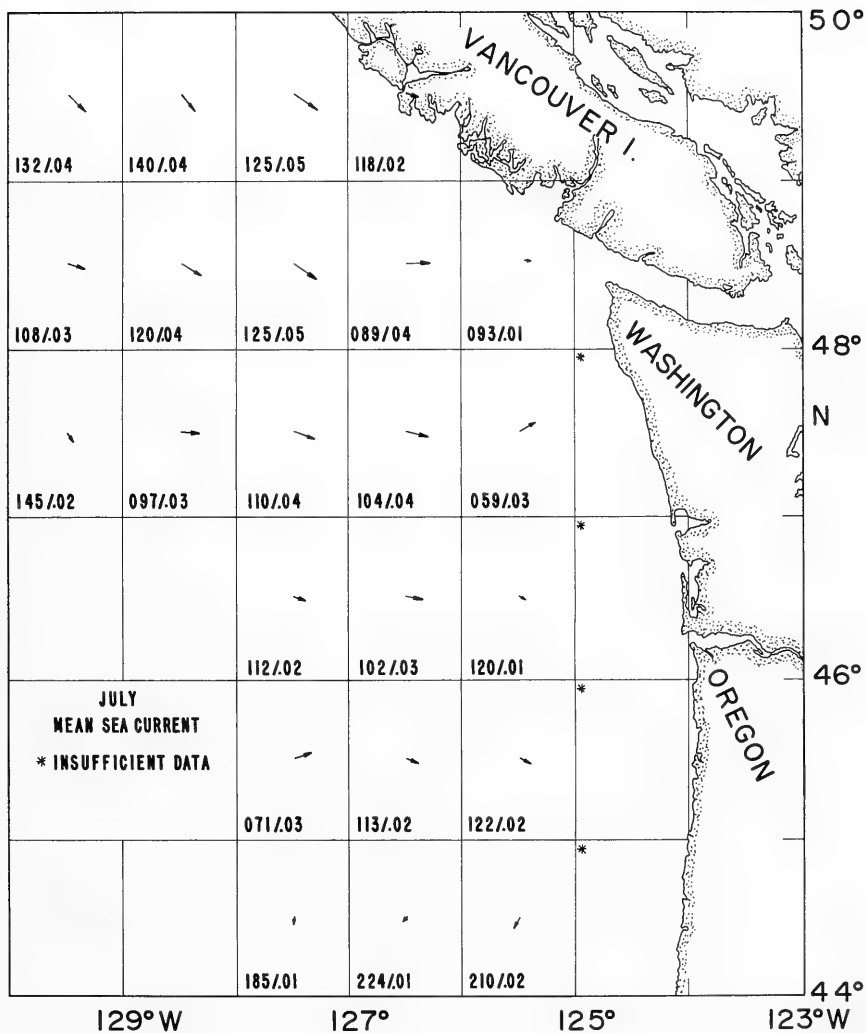 50°
VANCOUVER I.
132/.04 140/.04 125/.05 118/.02
108/.03 120/.04 125/.05 089/.04 093/.01
48°
WASHINGTON
N
*
145/.02 097/.03 110/.04 104/.04 059/.03
*
112/.02 102/.03 120/.01
46°
OREGON
JULY
MEAN SEA CURRENT
* INSUFFICIENT DATA
*
071/.03 113/.02 122/.02
*
185/.01 224/.01 210/.02
44°
129°W 127° 125° 123°W